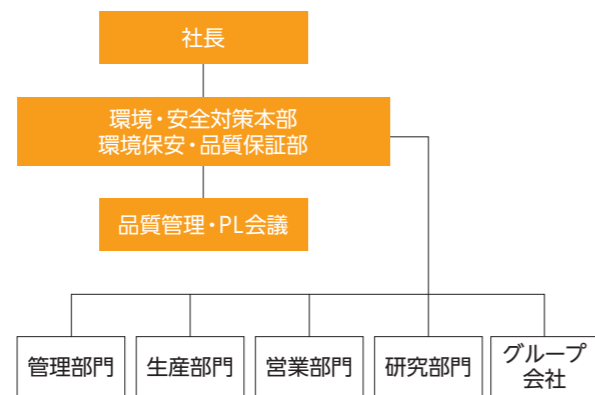 社長
環境・安全対策本部
環境保安・品質保証部
品質管理・PL会議
管理部門
生産部門
営業部門
研究部門
グループ
会社